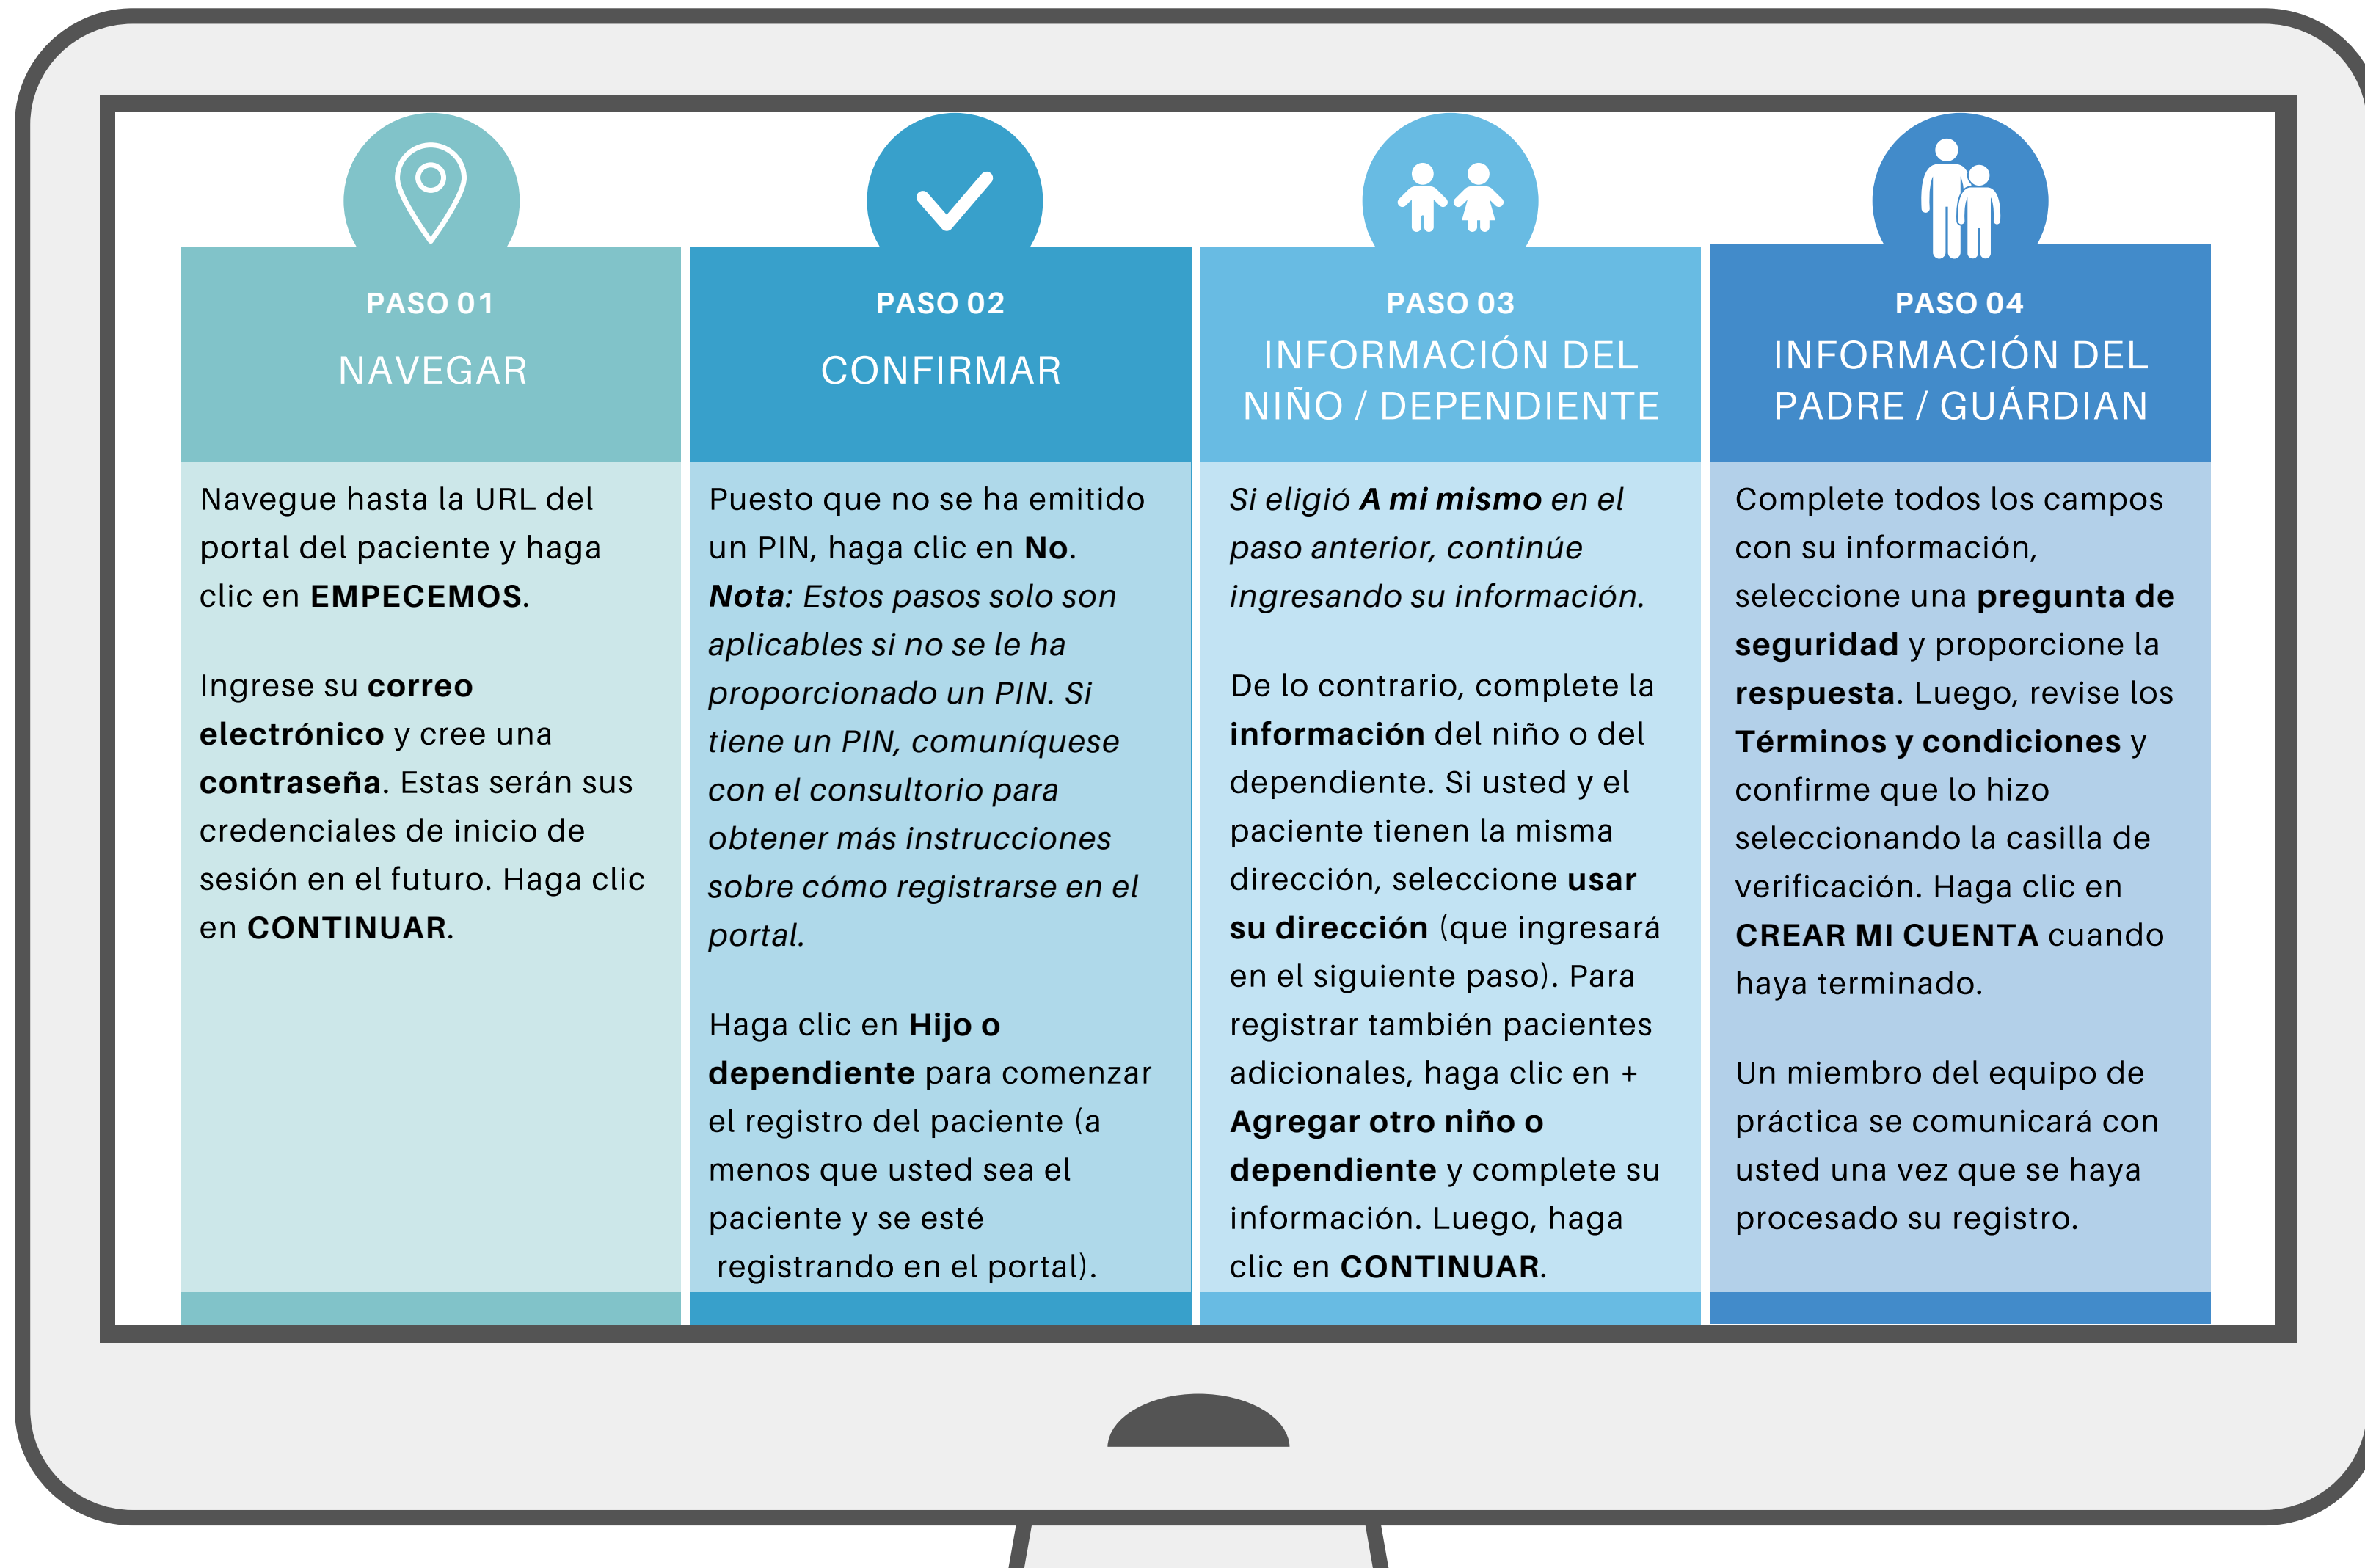 PASO 01
NAVEGAR
Navegue hasta la URL del
portal del paciente y haga
clic en EMPECEMOS.
Ingrese su correo
electrónico y cree una
contraseña. Estas serán sus
credenciales de inicio de
sesión en el futuro. Haga clic
en CONTINUAR.
PASO 02
CONFIRMAR
Puesto que no se ha emitido
un PIN, haga clic en No.
Nota: Estos pasos solo son
aplicables si no se le ha
proporcionado un PIN. Si
tiene un PIN, comuníquese
con el consultorio para
obtener más instrucciones
sobre cómo registrarse en el
portal.
Haga clic en Hijo o
dependiente para comenzar
el registro del paciente (a
menos que usted sea el
paciente y se esté
registrando en el portal).
PASO 03
INFORMACIÓN DEL
NIÑO / DEPENDIENTE
Si eligió A mi mismo en el
paso anterior, continúe
ingresando su información.
De lo contrario, complete la
información del niño o del
dependiente. Si usted y el
paciente tienen la misma
dirección, seleccione usar
su dirección (que ingresará
en el siguiente paso). Para
registrar también pacientes
adicionales, haga clic en +
Agregar otro niño o
dependiente y complete su
información. Luego, haga
clic en CONTINUAR.
PASO 04
INFORMACIÓN DEL
PADRE / GUÁRDIAN
Complete todos los campos
con su información,
seleccione una pregunta de
seguridad y proporcione la
respuesta. Luego, revise los
Términos y condiciones y
confirme que lo hizo
seleccionando la casilla de
verificación. Haga clic en
CREAR MI CUENTA cuando
haya terminado.
Un miembro del equipo de
práctica se comunicará con
usted una vez que se haya
procesado su registro.